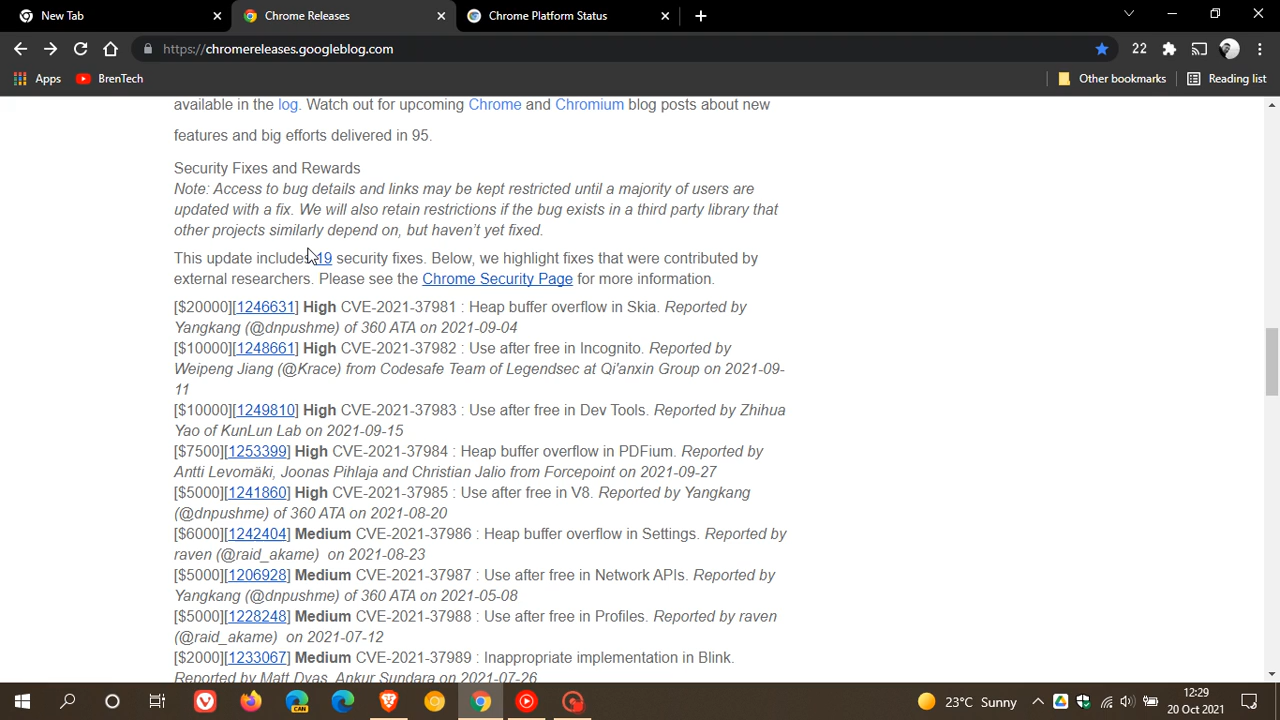 New Tab
Chrome Releases
Chrome Platform Status
https://chromereleases.googleblog.com
22
Apps
BrenTech
Other bookmarks
Reading list
available in the log. Watch out for upcoming Chrome and Chromium blog posts about new
features and big efforts delivered in 95.
Security Fixes and Rewards
Note: Access to bug details and links may be kept restricted until a majority of users are
updated with a fix. We will also retain restrictions if the bug exists in a third party library that
other projects similarly depend on, but haven't yet fixed.
This update includes 19 security fixes. Below, we highlight fixes that were contributed by
external researchers. Please see the Chrome Security Page for more information.
[$20000][1246631] High CVE-2021-37981 : Heap buffer overflow in Skia. Reported by
Yangkang (@dnpushme) of 360 ATA on 2021-09-04
[$10000][1248661] High CVE-2021-37982 : Use after free in Incognito. Reported by
Weipeng Jiang (@Krace) from Codesafe Team of Legendsec at Qi'anxin Group on 2021-09-
11
[$10000][1249810] High CVE-2021-37983 : Use after free in Dev Tools. Reported by Zhihua
Yao of KunLun Lab on 2021-09-15
[$7500][1253399] High CVE-2021-37984 : Heap buffer overflow in PDFium. Reported by
Antti Levomäki, Joonas Pihlaja and Christian Jalio from Forcepoint on 2021-09-27
[$5000][1241860] High CVE-2021-37985 : Use after free in V8. Reported by Yangkang
(@dnpushme) of 360 ATA on 2021-08-20
[$6000][1242404] Medium CVE-2021-37986 : Heap buffer overflow in Settings. Reported by
raven (@raid_akame) on 2021-08-23
[$5000][1206928] Medium CVE-2021-37987 : Use after free in Network APIs. Reported by
Yangkang (@dnpushme) of 360 ATA on 2021-05-08
[$5000][1228248] Medium CVE-2021-37988 : Use after free in Profiles. Reported by raven
(@raid_akame) on 2021-07-12
[$2000][1233067] Medium CVE-2021-37989 : Inappropriate implementation in Blink.
Reported by Matt Dyas, Ankur Sundara on 2021-07-26
CAN
23°C Sunny
12:29
20 Oct 2021